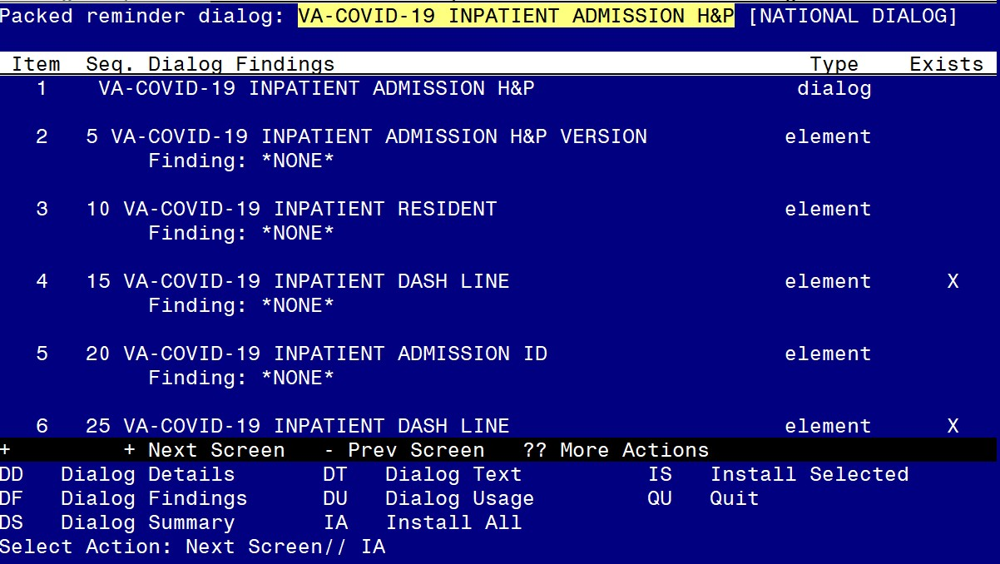 Packed reminder dialog: VA-COVID-19 INPATIENT ADMISSION H&P [NATIONAL DIALOG]
Item Seq. Dialog Findings Type Exists
1 VA-COVID-19 INPATIENT ADMISSION H&P dialog
2 5 VA-COVID-19 INPATIENT ADMISSION H&P VERSION element
Finding: *NONE*
3 10 VA-COVID-19 INPATIENT RESIDENT element
Finding: *NONE*
4 15 VA-COVID-19 INPATIENT DASH LINE element X
Finding: *NONE*
5 20 VA-COVID-19 INPATIENT ADMISSION ID element
Finding: *NONE*
6 25 VA-COVID-19 INPATIENT DASH LINE element X
+ + Next Screen - Prev Screen ?? More Actions
DD Dialog Details DT Dialog Text IS Install Selected
DF Dialog Findings DU Dialog Usage QU Quit
DS Dialog Summary IA Install All
Select Action: Next Screen// IA